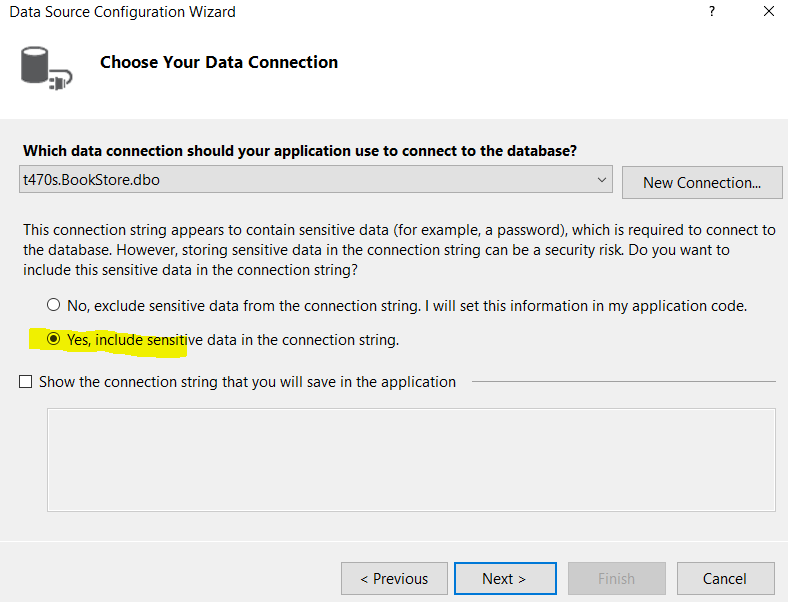 Data Source Configuration Wizard
?
Choose Your Data Connection
Which data connection should your application use to connect to the database?
t470s.BookStore.dbo
New Connection...
This connection string appears to contain sensitive data (for example, a password), which is required to connect to
the database. However, storing sensitive data in the connection string can be a security risk. Do you want to
include this sensitive data in the connection string?
No, exclude sensitive data from the connection string. I will set this information in my application code.
Yes, include sensitive data in the connection string.
Show the connection string that you will save in the application
< Previous
Next >
Finish
Cancel